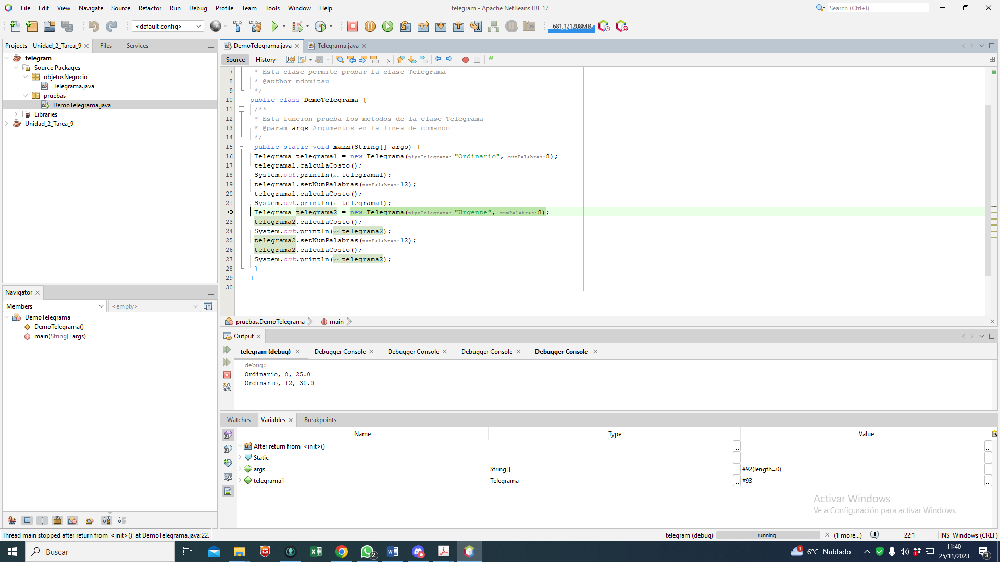 File Edit View Navigate Source Refactor Run Debug Profile Team Tools Window Help
telegram - Apache NetBeans IDE 17
Search (Ctrl+I)
<default config>
681,1/1208MB
Projects - Unidad_2_Tarea_9
Files
Services
telegram
Source Packages
objetosNegocio
Telegrama.java
pruebas
DemoTelegrama.java
Libraries
Unidad_2_Tarea_9
DemoTelegrama.java
Telegrama.java
Source History
7 * Esta clase permite probar la clase Telegrama
8 * @author mdomitsu
9 */
10 public class DemoTelegrama {
11 /**
12 * Esta funcion prueba los metodos de la clase Telegrama
13 * @param args Argumentos en la linea de comando
14 */
15 public static void main(String[] args) {
16 Telegrama telegrama1 = new Telegrama(tipoTelegrama: "Ordinario", numPalabras:8);
17 telegrama1.calculaCosto();
18 System.out.println(x: telegrama1);
19 telegrama1.setNumPalabras(numPalabras:12);
20 telegrama1.calculaCosto();
21 System.out.println(x: telegrama1);
Telegrama telegrama2 = new Telegrama(tipoTelegrama: "Urgente", numPalabras:8);
23 telegrama2.calculaCosto();
24 System.out.println(x: telegrama2);
25 telegrama2.setNumPalabras(numPalabras:12);
26 telegrama2.calculaCosto();
27 System.out.println(x: telegrama2);
28 }
29 }
30
pruebas.DemoTelegrama
main
Navigator
Members
<empty>
DemoTelegrama
DemoTelegrama()
main(String[] args)
Output
telegram (debug)
Debugger Console
Debugger Console
Debugger Console
Debugger Console
debug:
Ordinario, 8, 25.0
Ordinario, 12, 30.0
Watches
Variables
Breakpoints
Name Type Value
After return from '<init>()' ... ...
Static ... ...
args String[] ... #92(length=0) ...
telegrama1 Telegrama ... #93 ...
Activar Windows
Ve a Configuración para activar Windows.
Thread main stopped after return from '<init>()' at DemoTelegrama.java:22.
telegram (debug)
running...
(1 more...)
1
22:1
INS
Windows (CRLF)
Buscar
2
1
6°C Nublado
11:40
25/11/2023
3